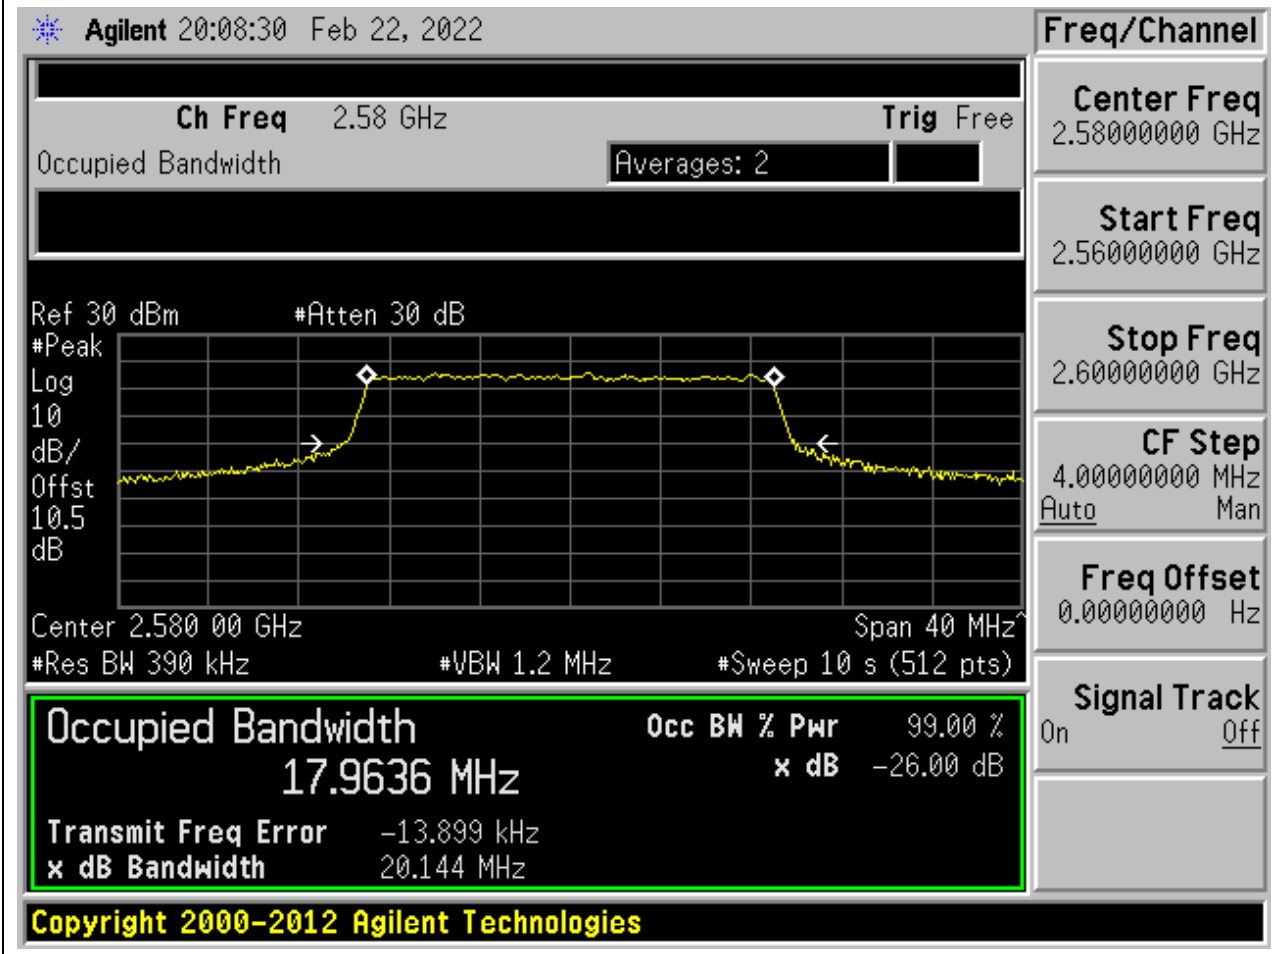 Agilent 20:08:30 Feb 22, 2022
Freq/Channel
Ch Freq 2.58 GHz
Trig Free
Occupied Bandwidth
Averages: 2
Ref 30 dBm #Atten 30 dB
#Peak
Log
10
dB/
Offst
10.5
dB
Center 2.580 00 GHz
Span 40 MHz^
#Res BW 390 kHz #VBW 1.2 MHz #Sweep 10 s (512 pts)
Occupied Bandwidth
17.9636 MHz
Occ BW % Pwr 99.00 %
x dB -26.00 dB
Transmit Freq Error -13.899 kHz
x dB Bandwidth 20.144 MHz
Copyright 2000-2012 Agilent Technologies
Center Freq
2.58000000 GHz
Start Freq
2.56000000 GHz
Stop Freq
2.60000000 GHz
CF Step
4.00000000 MHz
Auto Man
Freq Offset
0.00000000 Hz
Signal Track
On Off